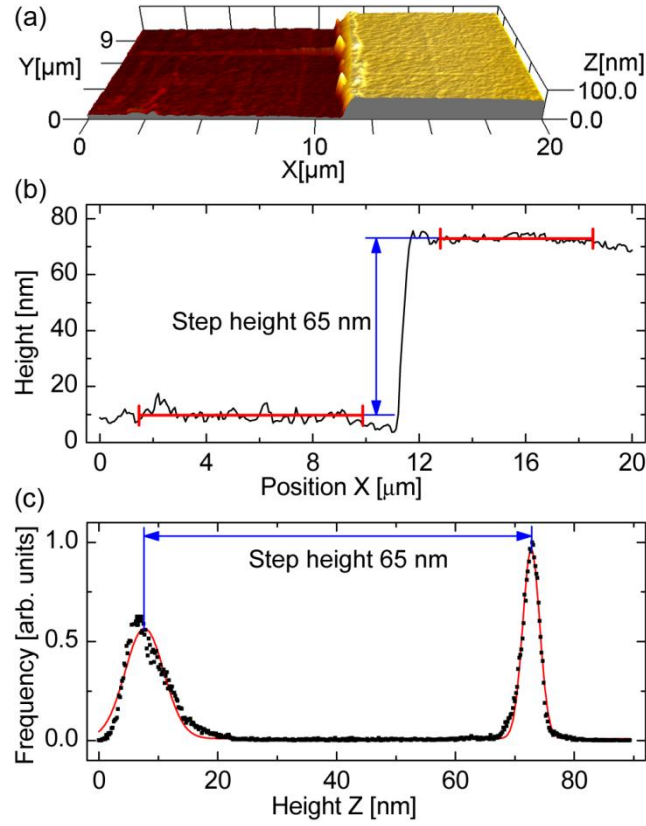 (a)
9
Y[µm]
0
0
10
X[µm]
20
Z[nm]
100.0
0.0
(b)
80
60
40
20
0
Height [nm]
Step height 65 nm
0 4 8 12 16 20
Position X [µm]
(c)
1.0
0.5
0.0
Frequency [arb. units]
Step height 65 nm
0 20 40 60 80
Height Z [nm]